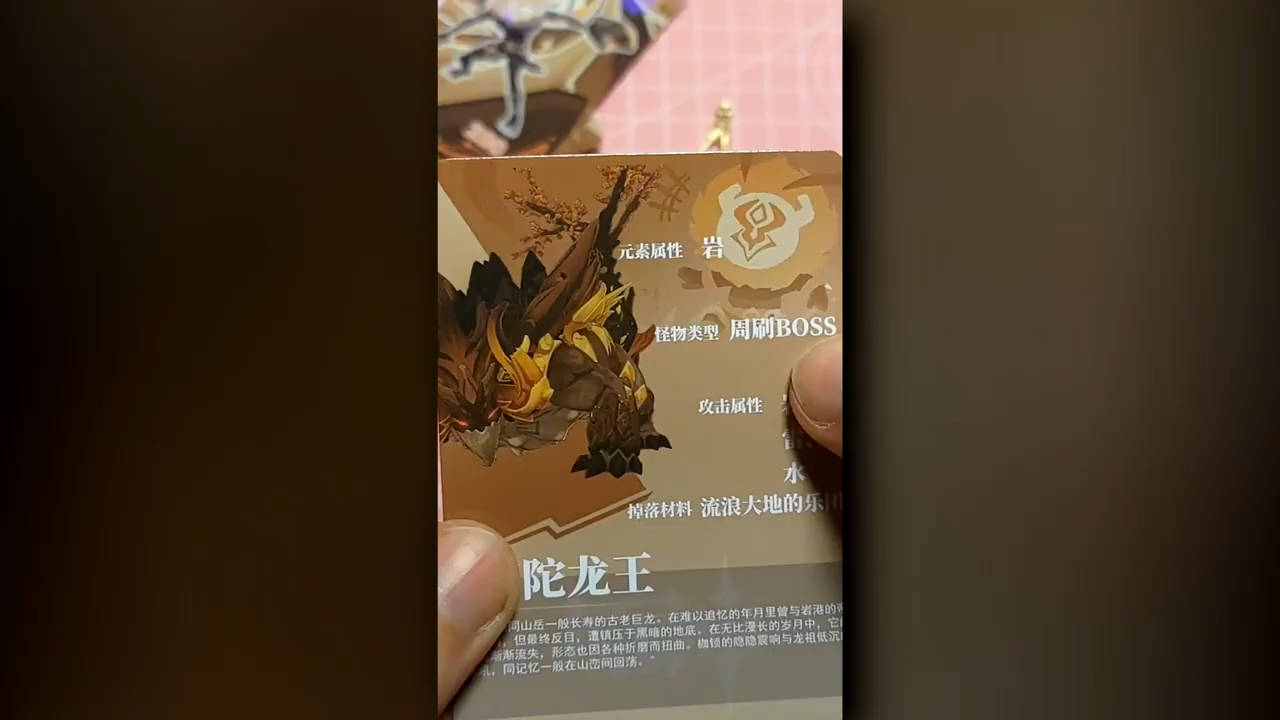 元素属性 岩
怪物类型 周刷BOSS
攻击属性
雷
水
掉落材料 流浪大地的乐
陀龙王
同山岳一般长寿的古老巨龙。在难以追忆的年月里曾与岩港的帝
，但最终反目，遭镇压于黑暗的地底。在无比漫长的岁月中，它
渐渐流失，形态也因各种折磨而扭曲。枷锁的隐隐震响与龙祖低沉
吼，同记忆一般在山峦间回荡。"